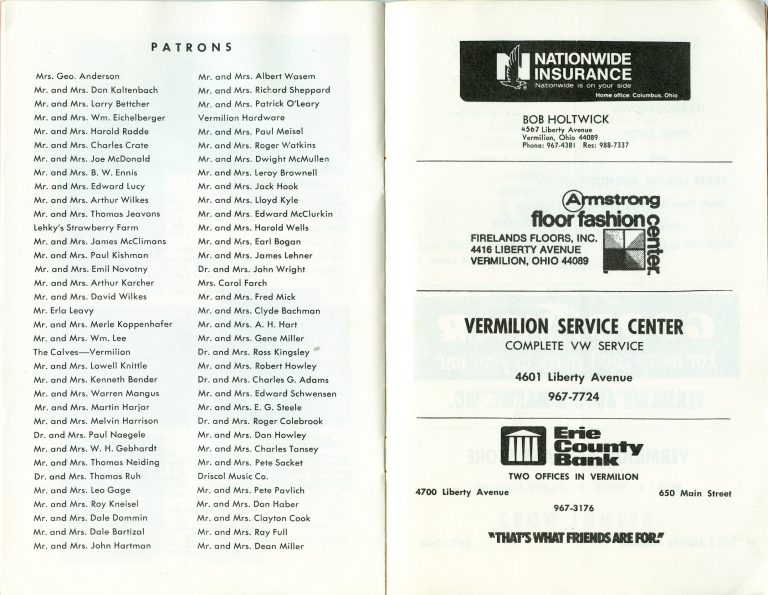 PATRONS
Mrs. Geo. Anderson
Mr. and Mrs. Don Kaltenbach
Mr. and Mrs. Larry Bettcher
Mr. and Mrs. Wm. Eichelberger
Mr. and Mrs. Harold Radde
Mr. and Mrs. Charles Crate
Mr. and Mrs. Joe McDonald
Mr. and Mrs. B. W. Ennis
Mr. and Mrs. Edward Lucy
Mr. and Mrs. Arthur Wilkes
Mr. and Mrs. Thomas Jeavons
Lehky's Strawberry Farm
Mr. and Mrs. James McClimans
Mr. and Mrs. Paul Kishman
Mr. and Mrs. Emil Novotny
Mr. and Mrs. Arthur Karcher
Mr. and Mrs. David Wilkes
Mr. Erla Leavy
Mr. and Mrs. Merle Koppenhafer
Mr. and Mrs. Wm. Lee
The Calves—Vermilion
Mr. and Mrs. Lowell Knittle
Mr. and Mrs. Kenneth Bender
Mr. and Mrs. Warren Mangus
Mr. and Mrs. Martin Harjar
Mr. and Mrs. Melvin Harrison
Dr. and Mrs. Paul Naegele
Mr. and Mrs. W. H. Gebhardt
Mr. and Mrs. Thomas Neiding
Dr. and Mrs. Thomas Ruh
Mr. and Mrs. Leo Gage
Mr. and Mrs. Roy Kneisel
Mr. and Mrs. Dale Dommin
Mr. and Mrs. Dale Bartizal
Mr. and Mrs. John Hartman
Mr. and Mrs. Albert Wasem
Mr. and Mrs. Richard Sheppard
Mr. and Mrs. Patrick O'Leary
Vermilion Hardware
Mr. and Mrs. Paul Meisel
Mr. and Mrs. Roger Watkins
Mr. and Mrs. Dwight McMullen
Mr. and Mrs. Leroy Brownell
Mr. and Mrs. Jack Hook
Mr. and Mrs. Lloyd Kyle
Mr. and Mrs. Edward McClurkin
Mr. and Mrs. Harold Wells
Mr. and Mrs. Earl Bogan
Mr. and Mrs. James Lehner
Dr. and Mrs. John Wright
Mrs. Carol Farch
Mr. and Mrs. Fred Mick
Mr. and Mrs. Clyde Bachman
Mr. and Mrs. A. H. Hart
Mr. and Mrs. Gene Miller
Dr. and Mrs. Ross Kingsley
Mr. and Mrs. Robert Howley
Dr. and Mrs. Charles G. Adams
Mr. and Mrs. Edward Schwensen
Mr. and Mrs. E. G. Steele
Dr. and Mrs. Roger Colebrook
Mr. and Mrs. Dan Howley
Mr. and Mrs. Charles Tansey
Mr. and Mrs. Pete Sacket
Driscol Music Co.
Mr. and Mrs. Pete Pavlich
Mr. and Mrs. Don Haber
Mr. and Mrs. Clayton Cook
Mr. and Mrs. Ray Full
Mr. and Mrs. Dean Miller
NATIONWIDE
INSURANCE
Nationwide is on your side
Home office: Columbus, Ohio
BOB HOLTWICK
4567 Liberty Avenue
Vermilion, Ohio 44089
Phone: 967-4381 Res: 988-7337
Armstrong
floor fashion center.
FIRELANDS FLOORS, INC.
4416 LIBERTY AVENUE
VERMILION, OHIO 44089
VERMILION SERVICE CENTER
COMPLETE VW SERVICE
4601 Liberty Avenue
967-7724
Erie
County
Bank
TWO OFFICES IN VERMILION
4700 Liberty Avenue 650 Main Street
967-3176
"THAT'S WHAT FRIENDS ARE FOR."